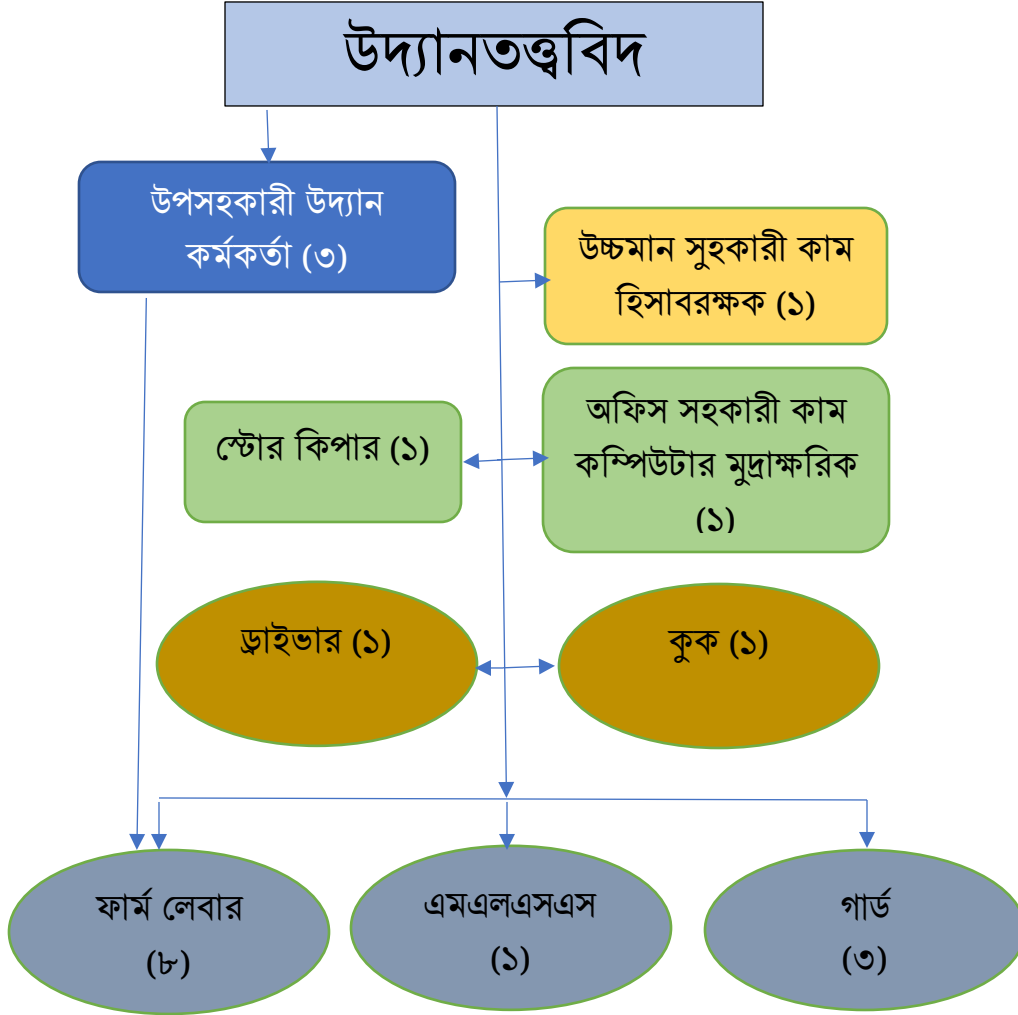 উদ্যানতত্ত্ববিদ
উপসহকারী উদ্যান
কর্মকর্তা (৩)
উচ্চমান সুহকারী কাম
হিসাবরক্ষক (১)
স্টোর কিপার (১)
অফিস সহকারী কাম
কম্পিউটার মুদ্রাক্ষরিক
(১)
ড্রাইভার (১)
কুক (১)
ফার্ম লেবার
(৮)
এমএলএসএস
(১)
গার্ড
(৩)